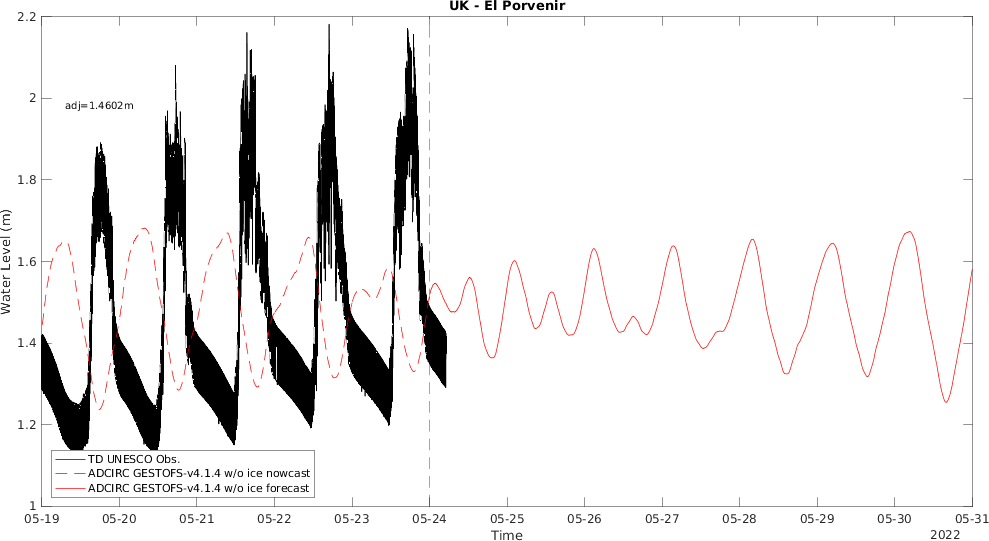 UK - El Porvenir
2.2
2
1.8
1.6
1.4
1.2
1
Water Level (m)
adj=1.4602m
TD UNESCO Obs.
ADCIRC GESTOFS-v4.1.4 w/o ice nowcast
ADCIRC GESTOFS-v4.1.4 w/o ice forecast
05-19 05-20 05-21 05-22 05-23 05-24 05-25 05-26 05-27 05-28 05-29 05-30 05-31
Time
2022